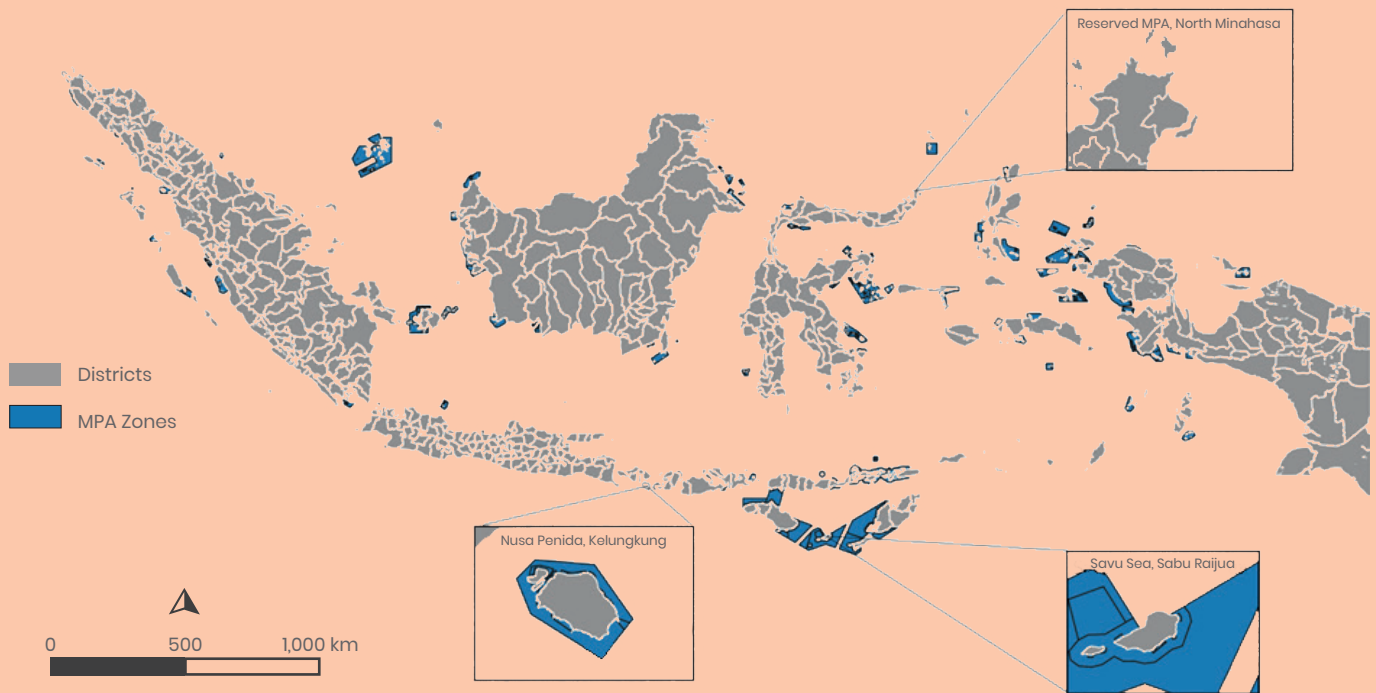 Reserved MPA, North Minahasa
Districts
MPA Zones
Nusa Penida, Kelungkung
Savu Sea, Sabu Raijua
0 500 1,000 km